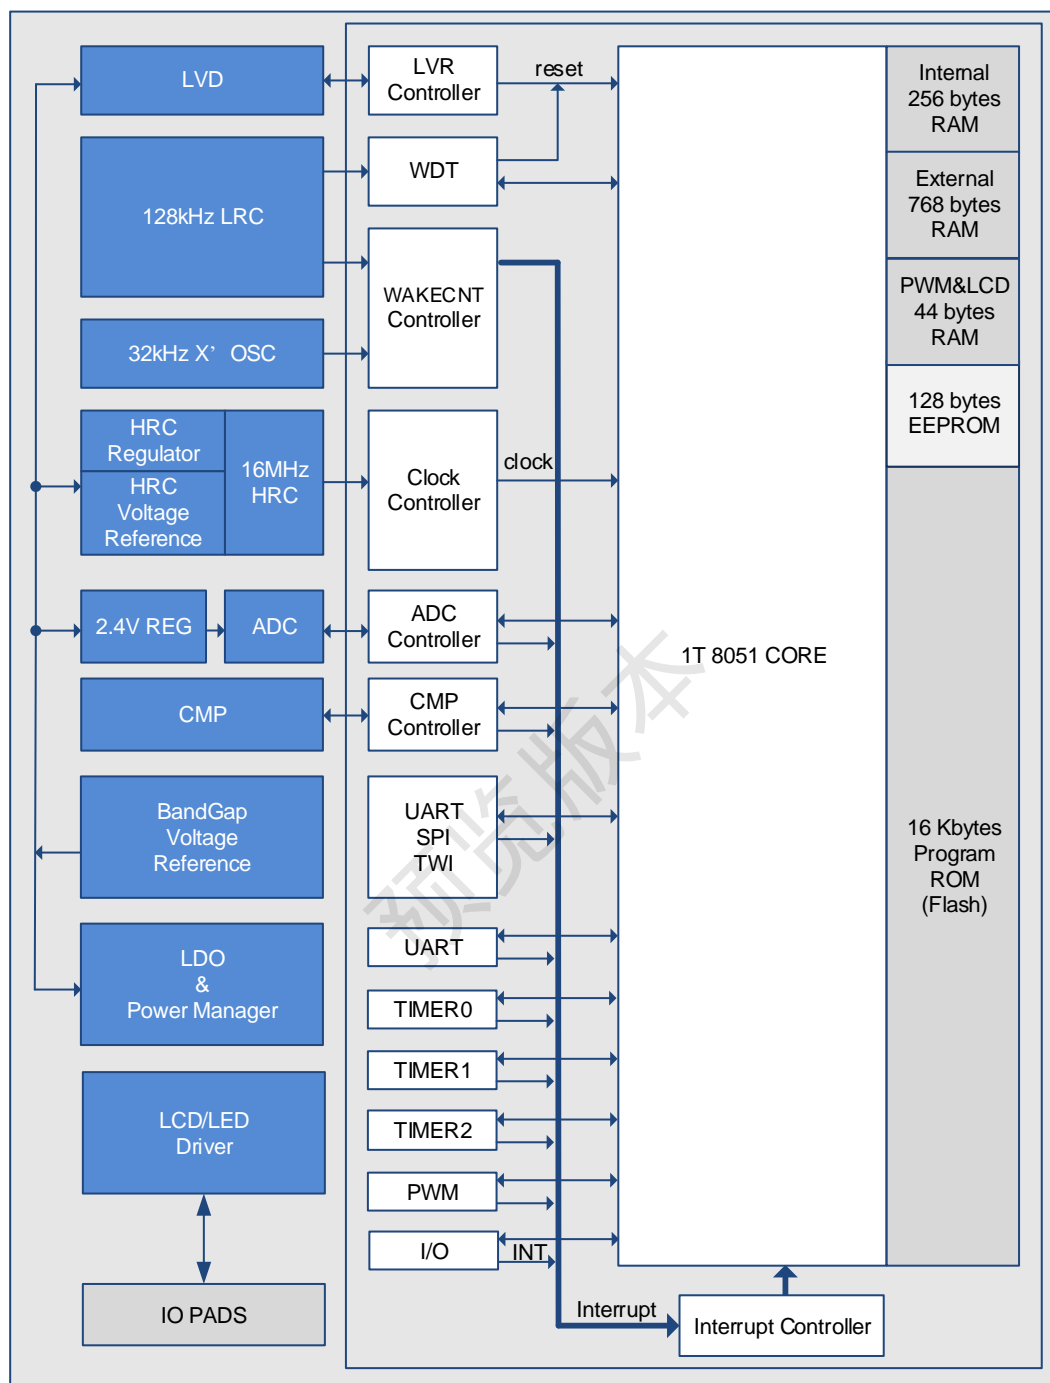 LVD
128kHz LRC
32kHz X’ OSC
HRC
Regulator
HRC
Voltage
Reference
16MHz
HRC
2.4V REG
ADC
CMP
BandGap
Voltage
Reference
LDO
&
Power Manager
LCD/LED
Driver
IO PADS
LVR
Controller
WDT
WAKECNT
Controller
Clock
Controller
ADC
Controller
CMP
Controller
UART
SPI
TWI
UART
TIMER0
TIMER1
TIMER2
PWM
I/O
reset
clock
INT
Interrupt
Interrupt Controller
1T 8051 CORE
Internal
256 bytes
RAM
External
768 bytes
RAM
PWM&LCD
44 bytes
RAM
128 bytes
EEPROM
16 Kbytes
Program
ROM
(Flash)
预览版本